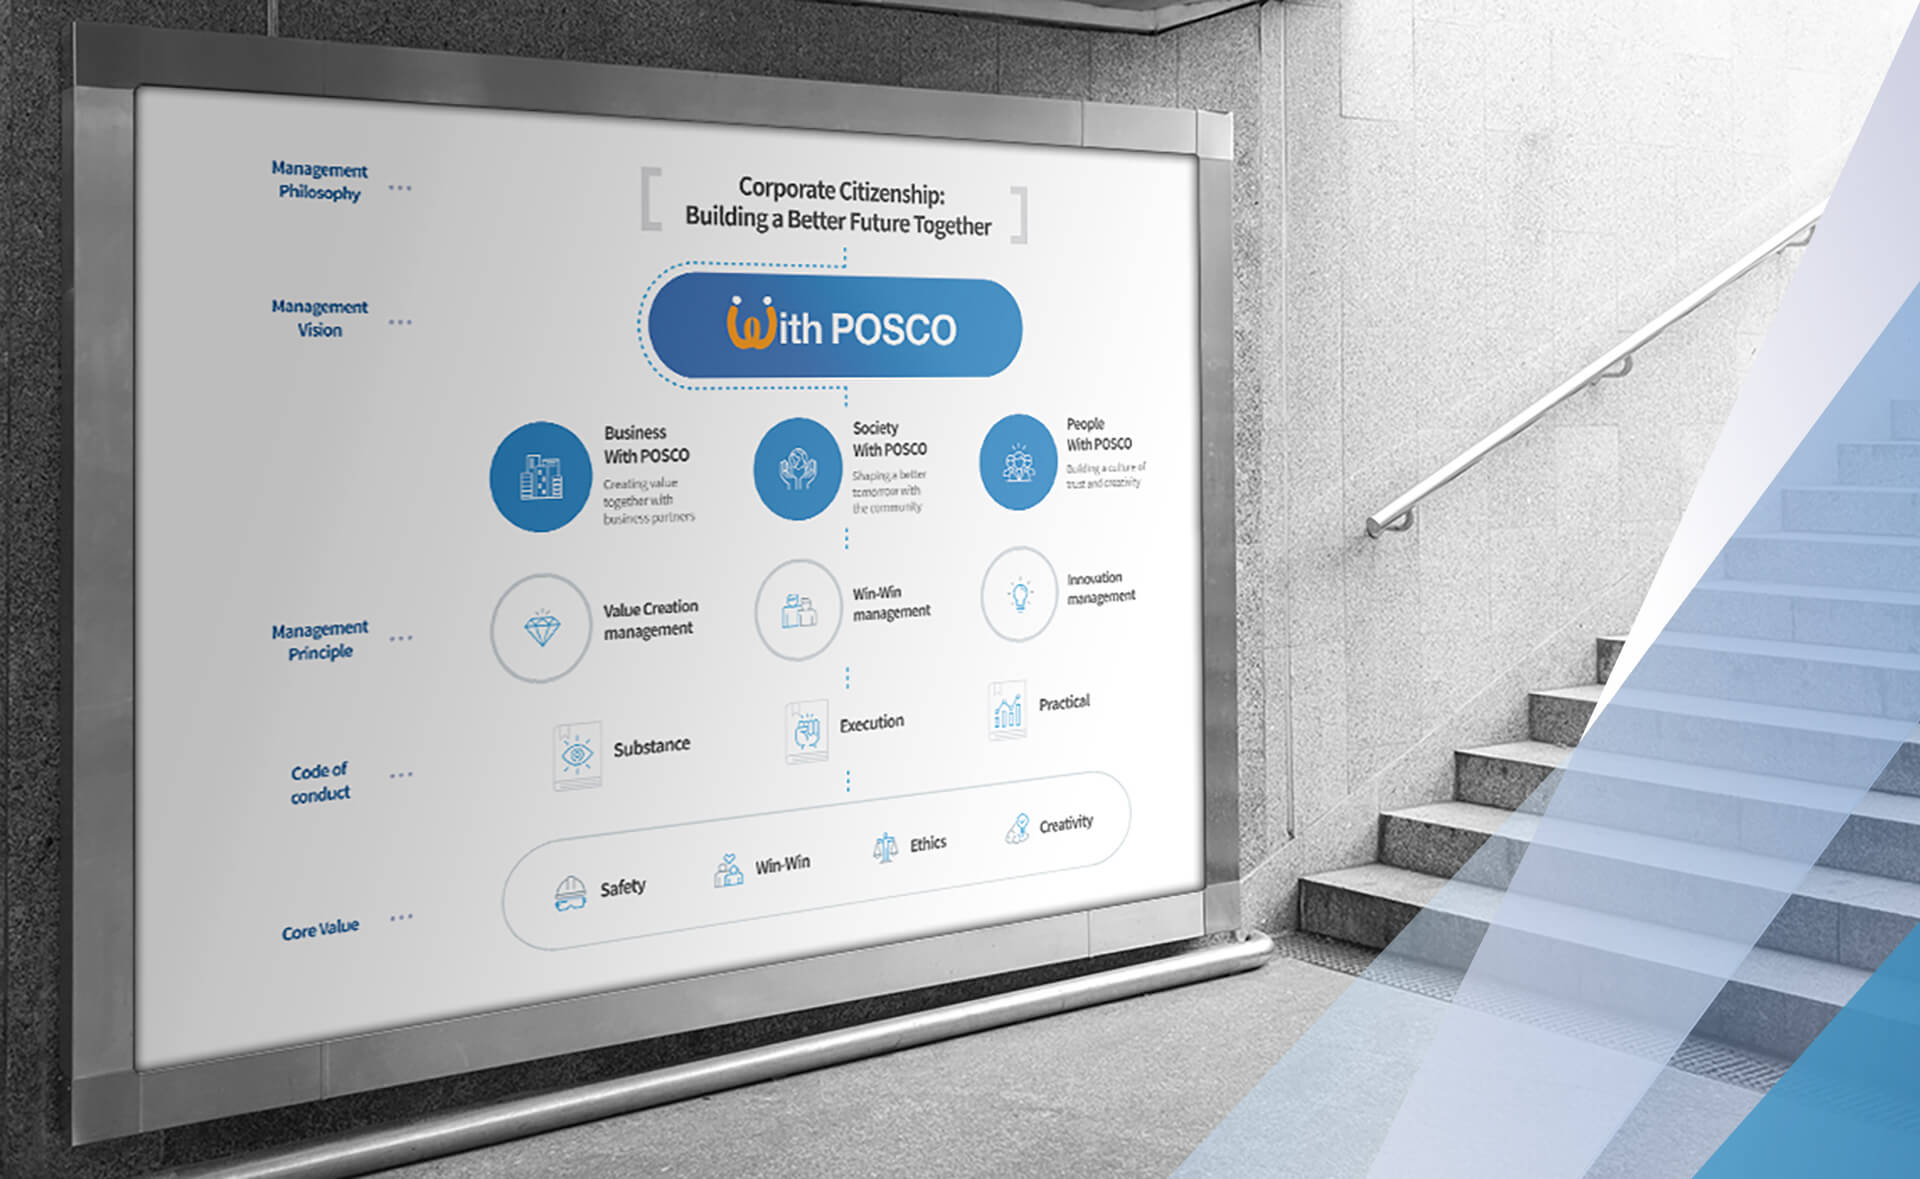 Management
Philosophy
Corporate Citizenship:
Building a Better Future Together
Management
Vision
With POSCO
Business
With POSCO
Creating value
together with
business partners
Society
With POSCO
Shaping a better
tomorrow with
the community
People
With POSCO
Building a culture of
trust and creativity
Management
Principle
Value Creation
management
Win-Win
management
Innovation
management
Code of
conduct
Substance
Execution
Practical
Core Value
Safety
Win-Win
Ethics
Creativity